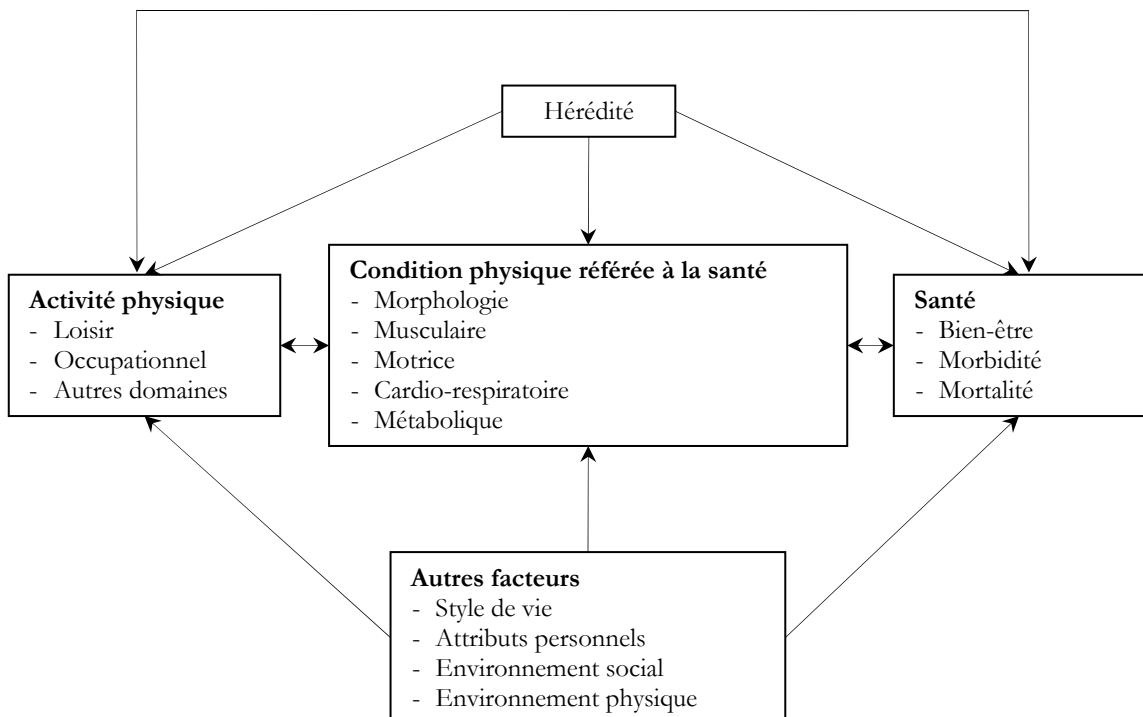 Hérédité
Activité physique
- Loisir
- Occupationnel
- Autres domaines
Condition physique référée à la santé
- Morphologie
- Musculaire
- Motrice
- Cardio-respiratoire
- Métabolique
Santé
- Bien-être
- Morbidité
- Mortalité
Autres facteurs
- Style de vie
- Attributs personnels
- Environnement social
- Environnement physique